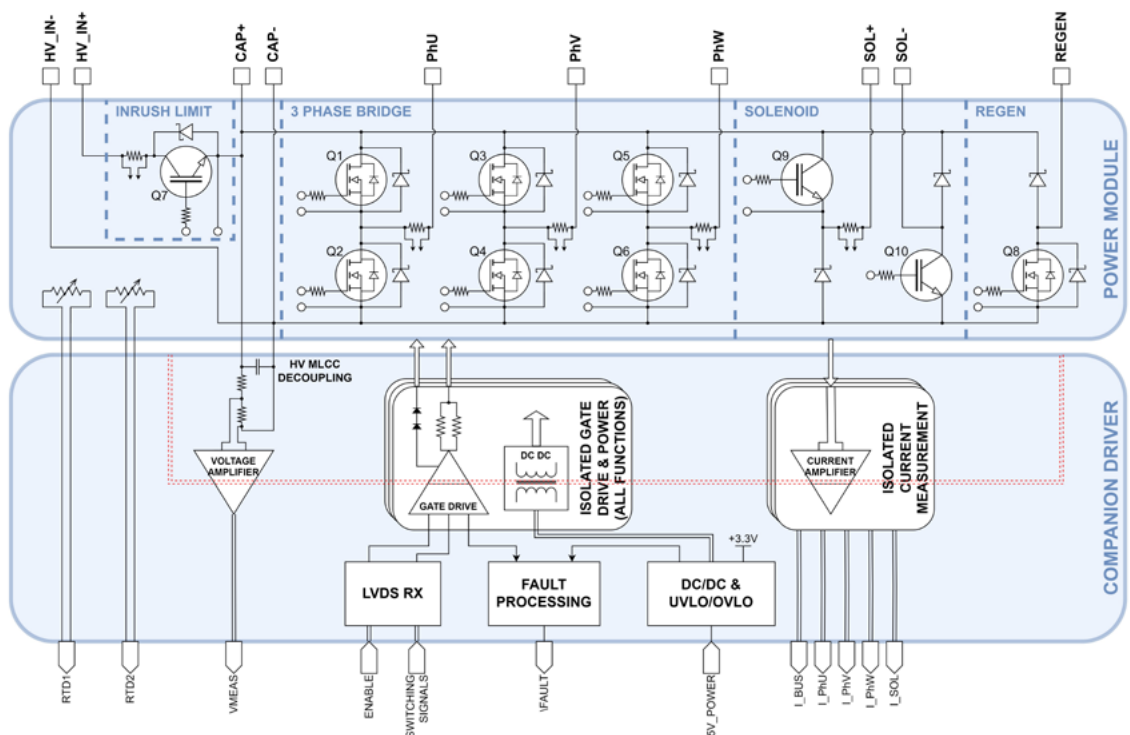 HV_IN-
HV_IN+
CAP+
CAP-
PhU
PhV
PhW
SOL+
SOL-
REGEN
INRUSH LIMIT
3 PHASE BRIDGE
SOLENOID
REGEN
POWER MODULE
Q1
Q3
Q5
Q9
Q7
Q2
Q4
Q6
Q10
Q8
HV MLCC
DECOUPLING
VOLTAGE
AMPLIFIER
GATE DRIVE
DC DC
ISOLATED GATE
DRIVE & POWER
(ALL FUNCTIONS)
CURRENT
AMPLIFIER
ISOLATED
CURRENT
MEASUREMENT
COMPANION DRIVER
+3.3V
LVDS RX
FAULT
PROCESSING
DC/DC &
UVLO/OVLO
RTD1
RTD2
VMEAS
ENABLE
SWITCHING
SIGNALS
\FAULT
5V_POWER
I_BUS
I_PhU
I_PhV
I_PhW
I_SOL